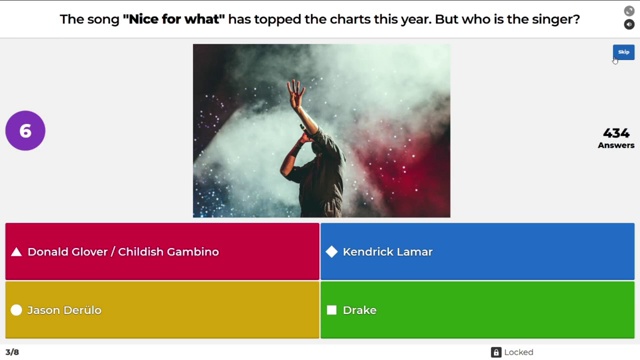 The song "Nice for what" has topped the charts this year. But who is the singer?
Skip
6
434
Answers
Donald Glover / Childish Gambino
Kendrick Lamar
Jason Derülo
Drake
3/8
Locked